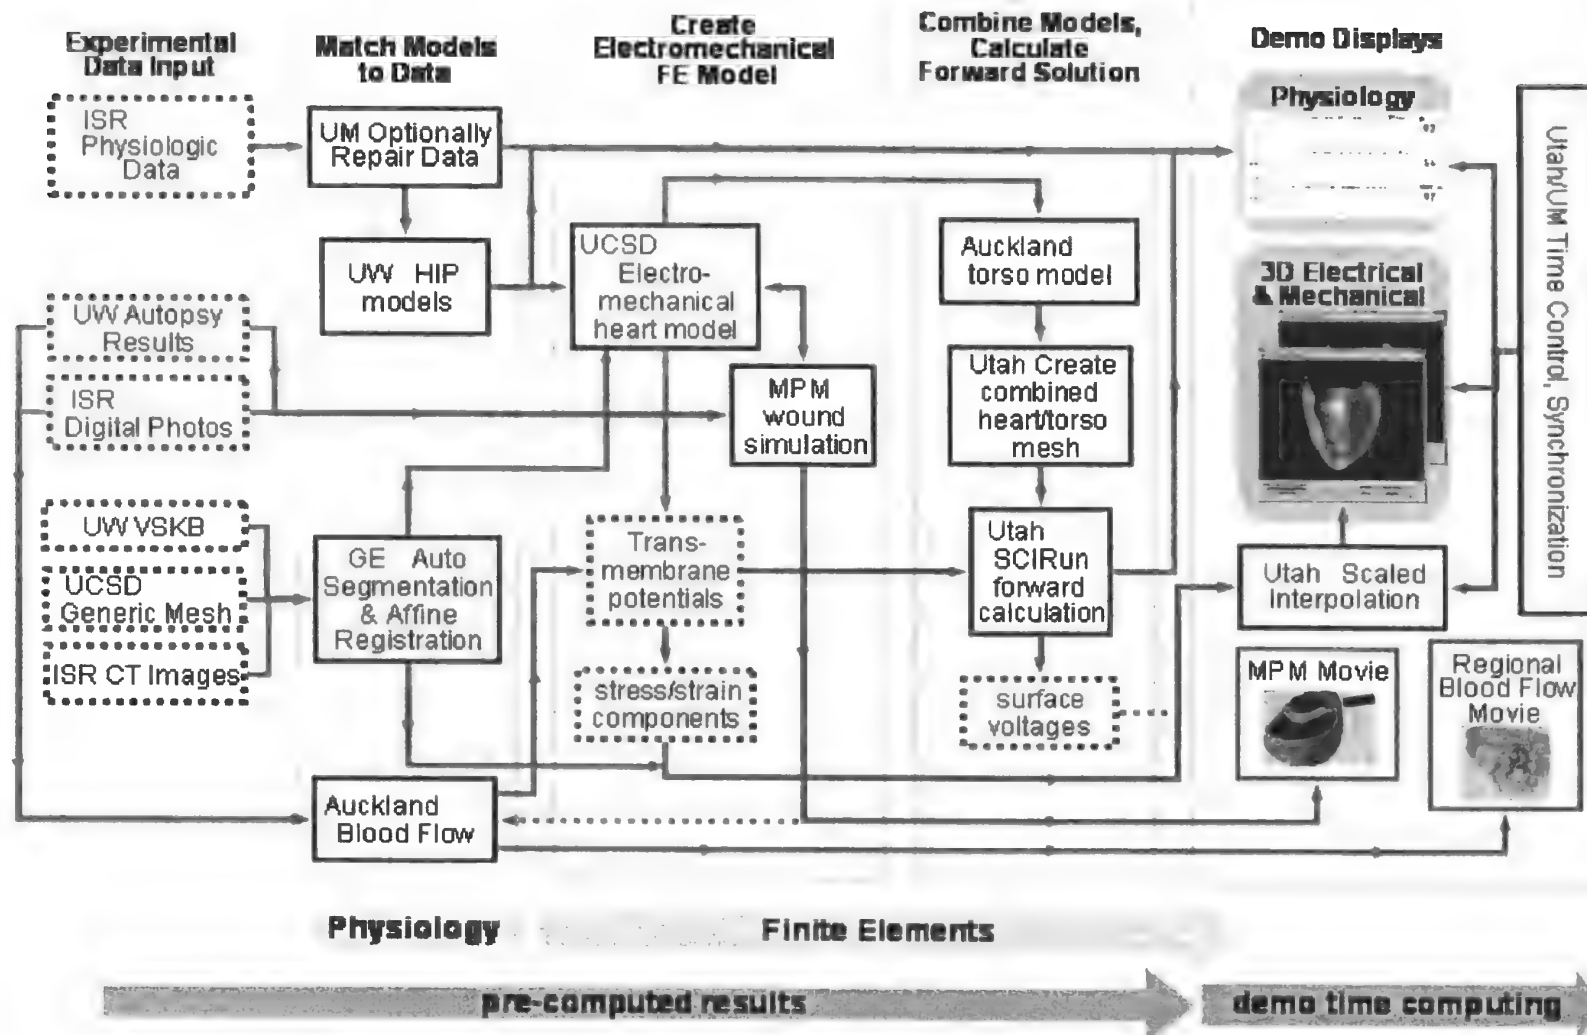 Experimental
Data Input
Match Models
to Data
Create
Electromechanical
FE Model
Combine Models,
Calculate
Forward Solution
Demo Displays
ISR
Physiologic
Data
UM Optionally
Repair Data
UW HIP
models
UCSD
Electro-
mechanical
heart model
Auckland
torso model
Physiology
3D Electrical
& Mechanical
Utah/UM Time Control, Synchronization
UW Autopsy
Results
ISR
Digital Photos
MPM
wound
simulation
Utah Create
combined
heart/torso
mesh
UW VSKB
UCSD
Generic Mesh
ISR CT Images
GE Auto
Segmentation
& Affine
Registration
Trans-
membrane
potentials
Utah
SCIRun
forward
calculation
Utah Scaled
Interpolation
stress/strain
components
surface
voltages
MPM Movie
Regional
Blood Flow
Movie
Auckland
Blood Flow
Physiology
Finite Elements
pre-computed results
demo time computing